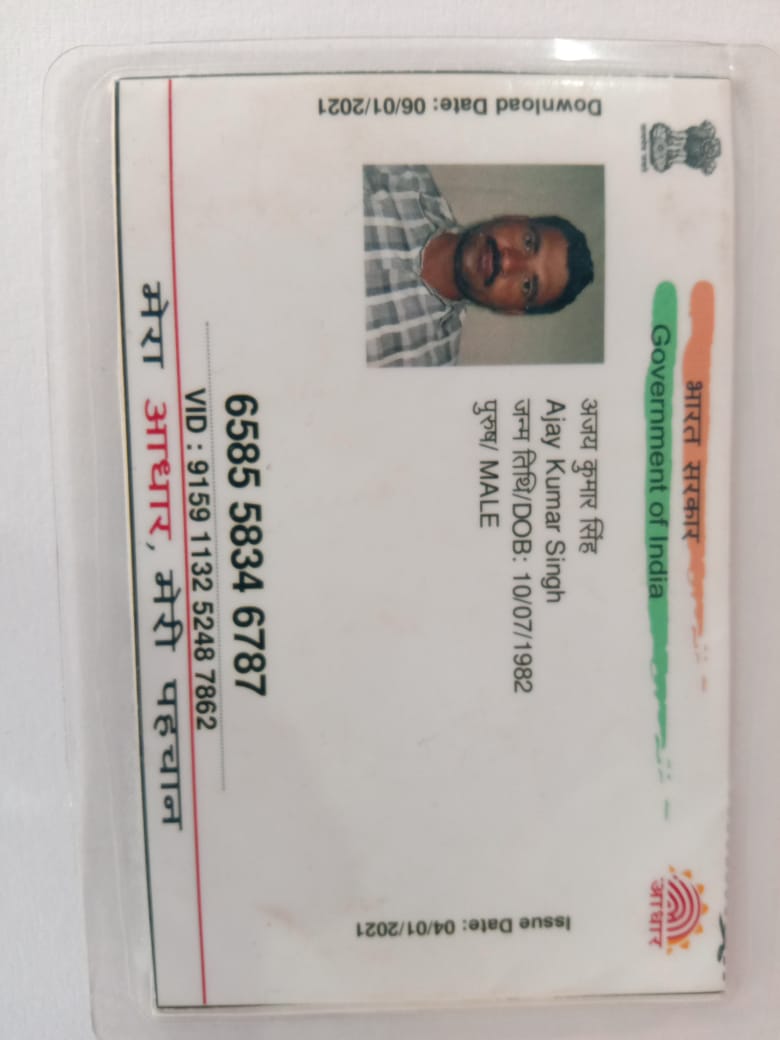 भारत सरकार
Government of India
Download Date: 06/01/2021
अजय कुमार सिंह
Ajay Kumar Singh
जन्म तिथि/DOB: 10/07/1982
पुरुष/ MALE
Issue Date: 04/01/2021
आधार
6585 5834 6787
VID : 9159 1132 5248 7862
मेरा आधार, मेरी पहचान